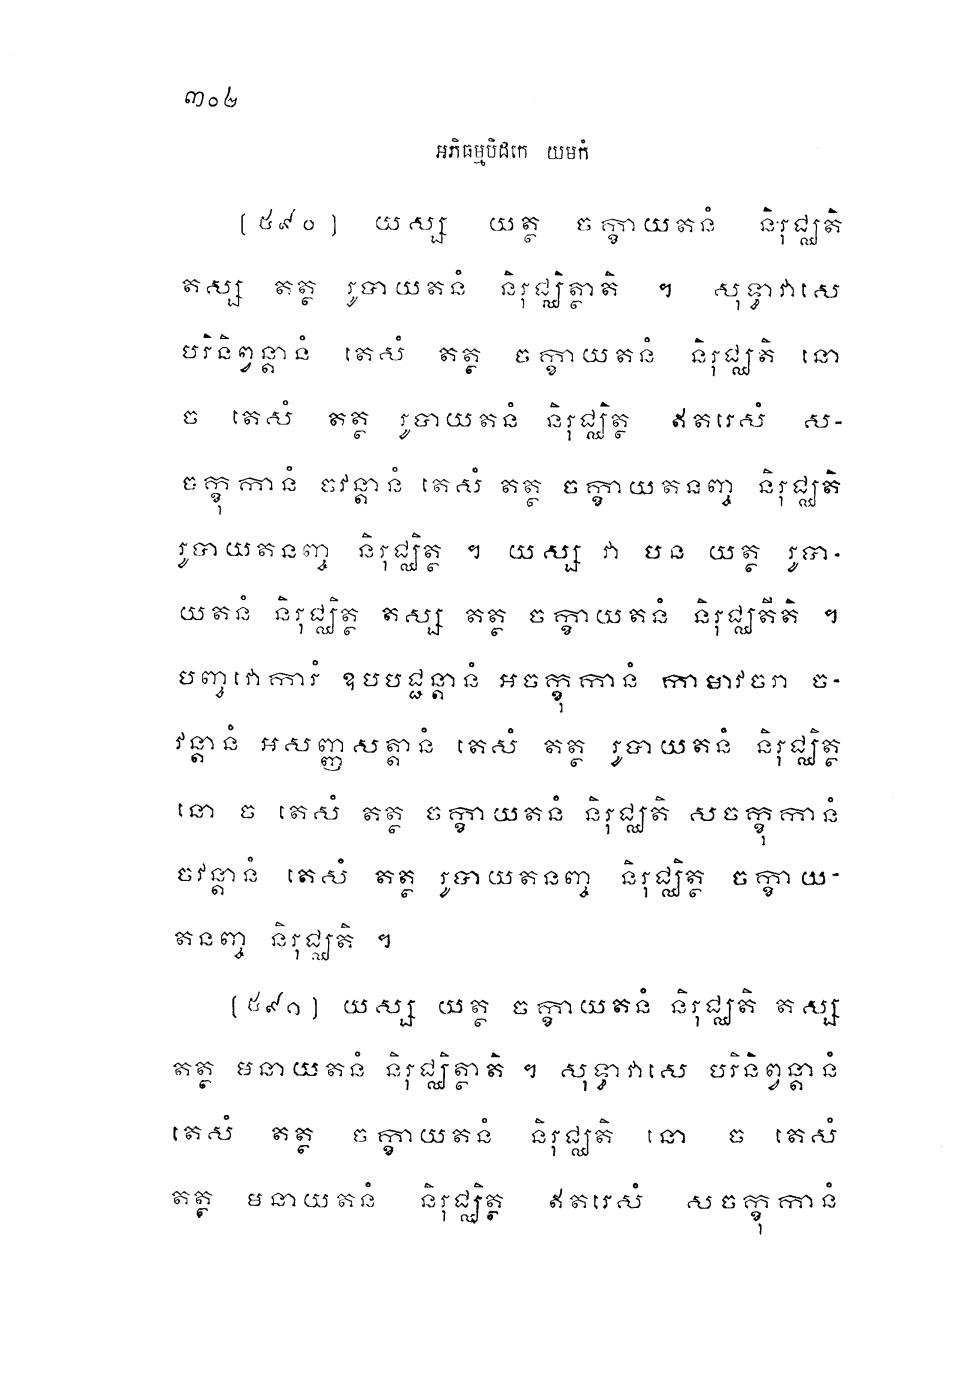 ៣០២
អភិធម្មបិដកេ យមកំ
(៥៩០) យស្ស យត្ថ ចក្ខាយតនំ និរុជ្ឈតិ
តស្ស តត្ថ រូបាយតនំ និរុជ្ឈិត្ថាតិ ។ សុទ្ធាវាសេ
បរិនិព្វន្តានំ តេសំ តត្ថ ចក្ខាយតនំ និរុជ្ឈតិ នោ
ច តេសំ តត្ថ រូបាយតនំ និរុជ្ឈិត្ថ ឥតរេសំ ស-
ចក្ខុកានំ ចវន្តានំ តេសំ តត្ថ ចក្ខាយតនញ្ច និរុជ្ឈតិ
រូបាយតនញ្ច និរុជ្ឈិត្ថ ។ យស្ស វា បន យត្ថ រូបា-
យតនំ និរុជ្ឈិត្ថ តស្ស តត្ថ ចក្ខាយតនំ និរុជ្ឈតីតិ ។
បញ្ចវោការំ ឧបបជ្ជន្តានំ អចក្ខុកានំ កាមាវចរា ច-
វន្តានំ អសញ្ញសត្តានំ តេសំ តត្ថ រូបាយតនំ និរុជ្ឈិត្ថ
នោ ច តេសំ តត្ថ ចក្ខាយតនំ និរុជ្ឈតិ សចក្ខុកានំ
ចវន្តានំ តេសំ តត្ថ រូបាយតនញ្ច និរុជ្ឈិត្ថ ចក្ខាយ-
តនញ្ច និរុជ្ឈតិ ។
(៥៩១) យស្ស យត្ថ ចក្ខាយតនំ និរុជ្ឈតិ តស្ស
តត្ថ មនាយតនំ និរុជ្ឈិត្ថាតិ ។ សុទ្ធាវាសេ បរិនិព្វន្តានំ
តេសំ តត្ថ ចក្ខាយតនំ និរុជ្ឈតិ នោ ច តេសំ
តត្ថ មនាយតនំ និរុជ្ឈិត្ថ ឥតរេសំ សចក្ខុកានំ